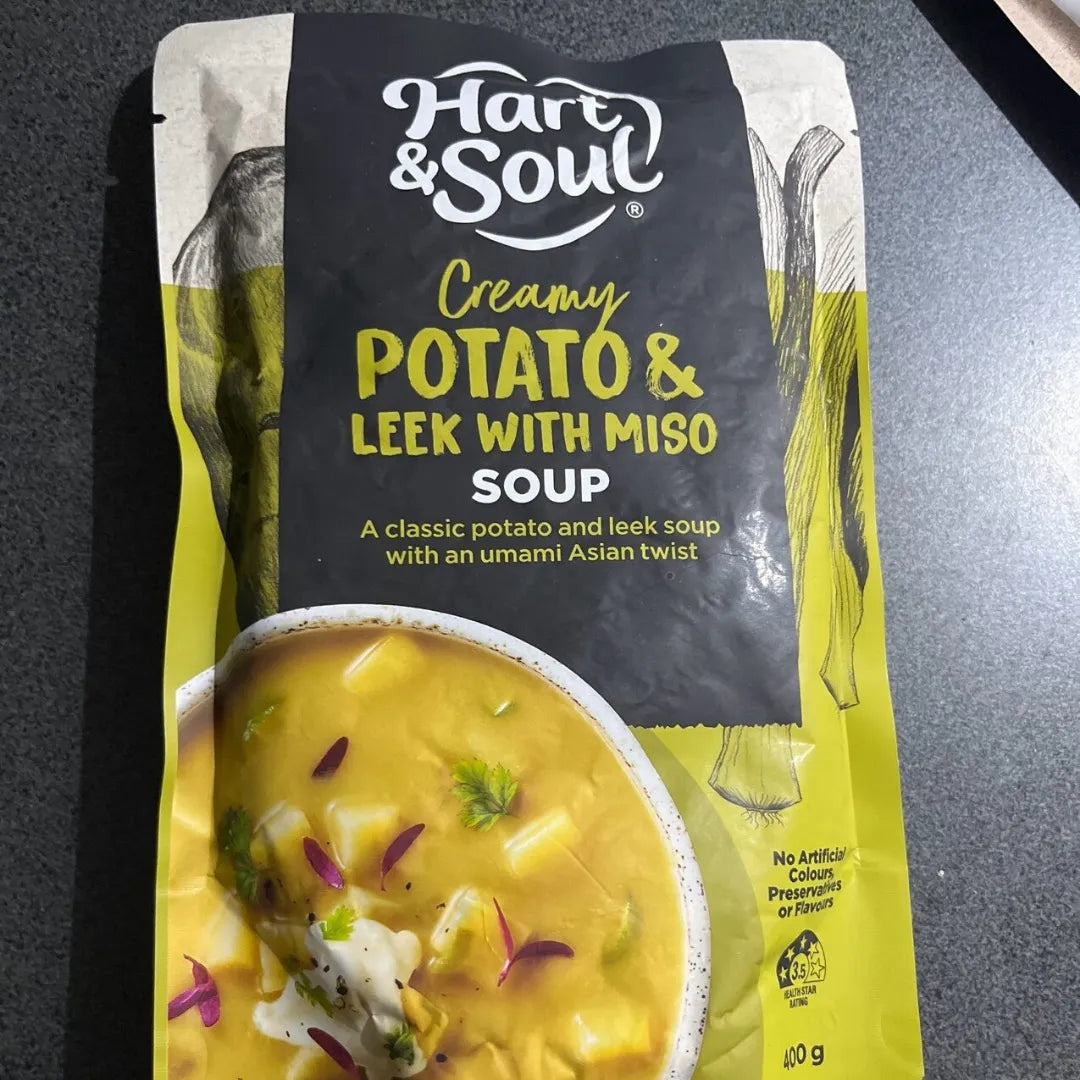 Hart
& Soul
®
Creamy
POTATO &
LEEK WITH MISO
SOUP
A classic potato and leek soup
with an umami Asian twist
No Artificial
Colours,
Preservatives
or Flavours
3.5
HEALTH STAR
RATING
400 g